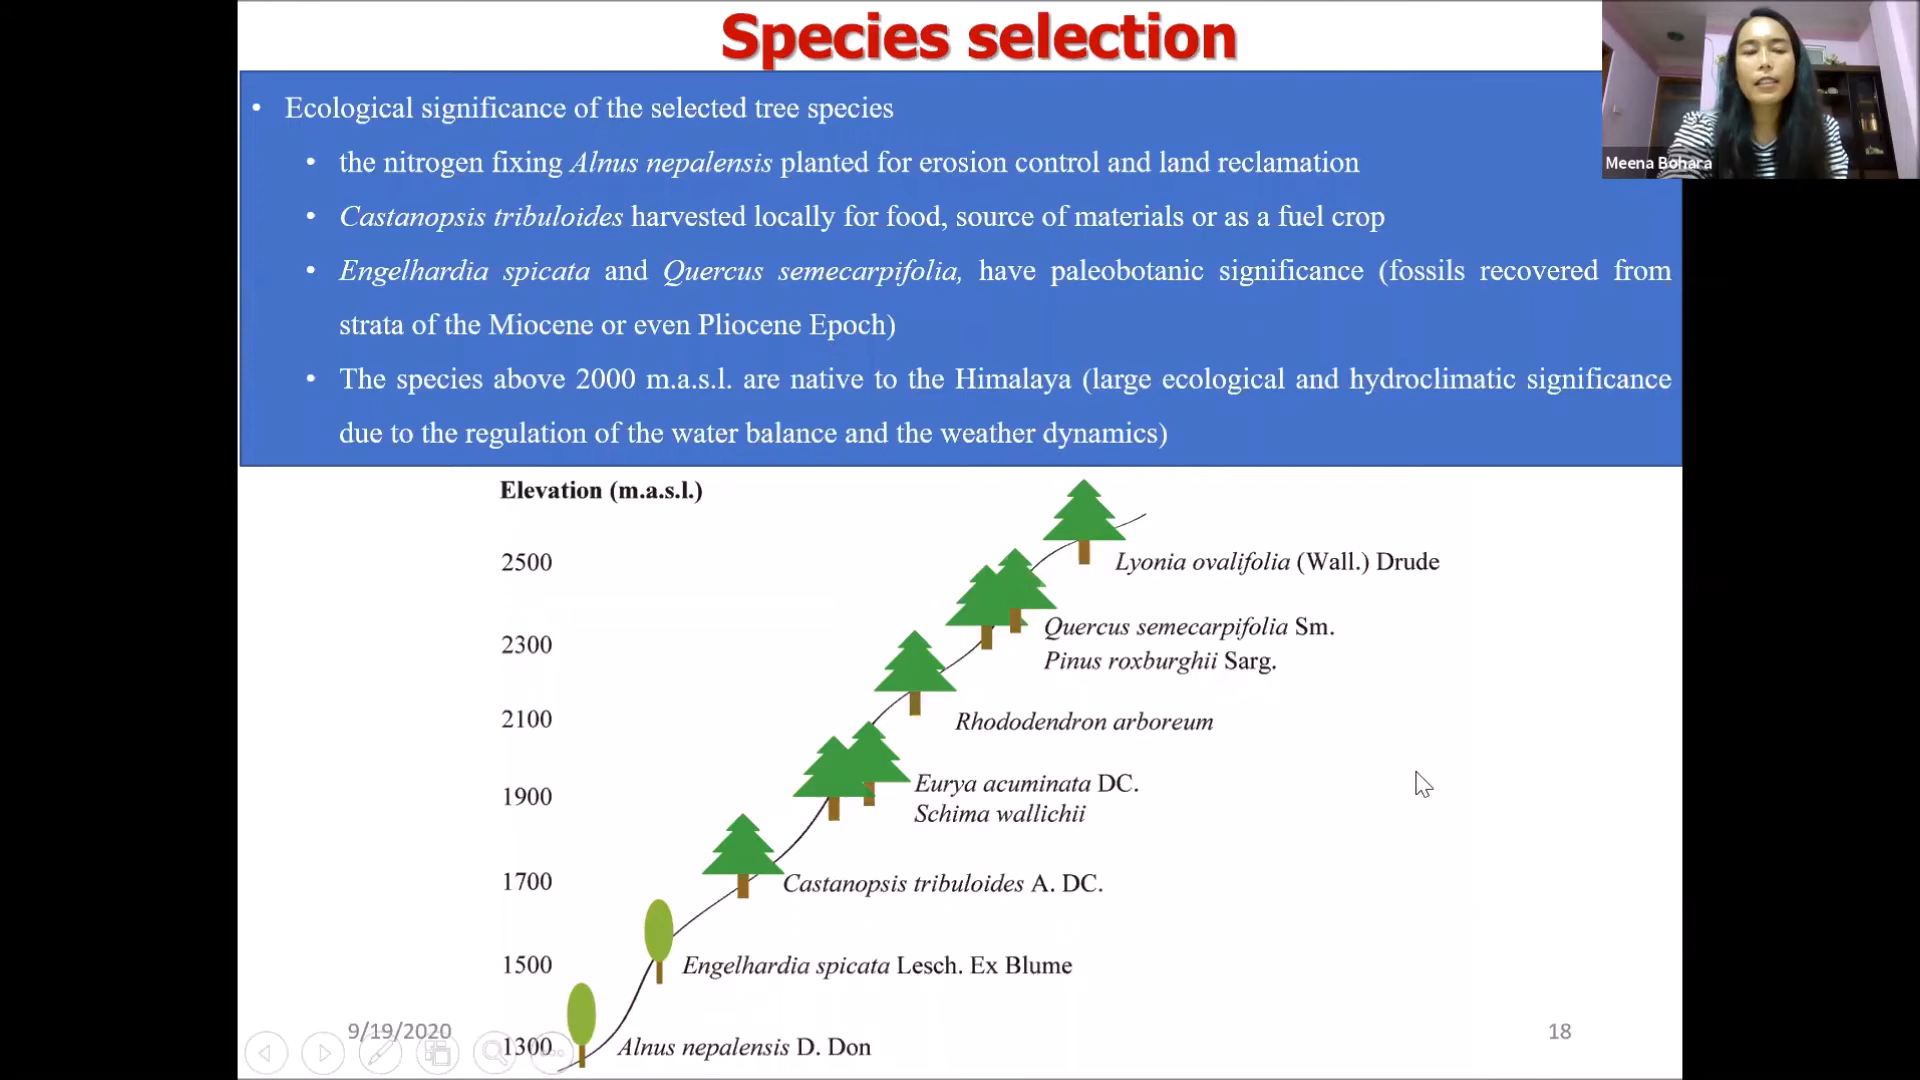 Species selection
• Ecological significance of the selected tree species
• the nitrogen fixing Alnus nepalensis planted for erosion control and land reclamation
• Castanopsis tribuloides harvested locally for food, source of materials or as a fuel crop
• Engelhardia spicata and Quercus semecarpifolia, have paleobotanic significance (fossils recovered from
strata of the Miocene or even Pliocene Epoch)
• The species above 2000 m.a.s.l. are native to the Himalaya (large ecological and hydroclimatic significance
due to the regulation of the water balance and the weather dynamics)
Meena Bohara
Elevation (m.a.s.l.)
2500
Lyonia ovalifolia (Wall.) Drude
2300
Quercus semecarpifolia Sm.
Pinus roxburghii Sarg.
2100
Rhododendron arboreum
1900
Eurya acuminata DC.
Schima wallichii
1700
Castanopsis tribuloides A. DC.
1500
Engelhardia spicata Lesch. Ex Blume
1300
Alnus nepalensis D. Don
9/19/2020
18